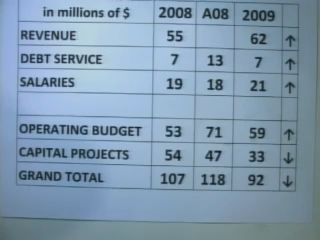 in millions of $ 2008 A08 2009
REVENUE 55 62 ↑
DEBT SERVICE 7 13 7 ↑
SALARIES 19 18 21 ↑
OPERATING BUDGET 53 71 59 ↑
CAPITAL PROJECTS 54 47 33 ↓
GRAND TOTAL 107 118 92 ↓